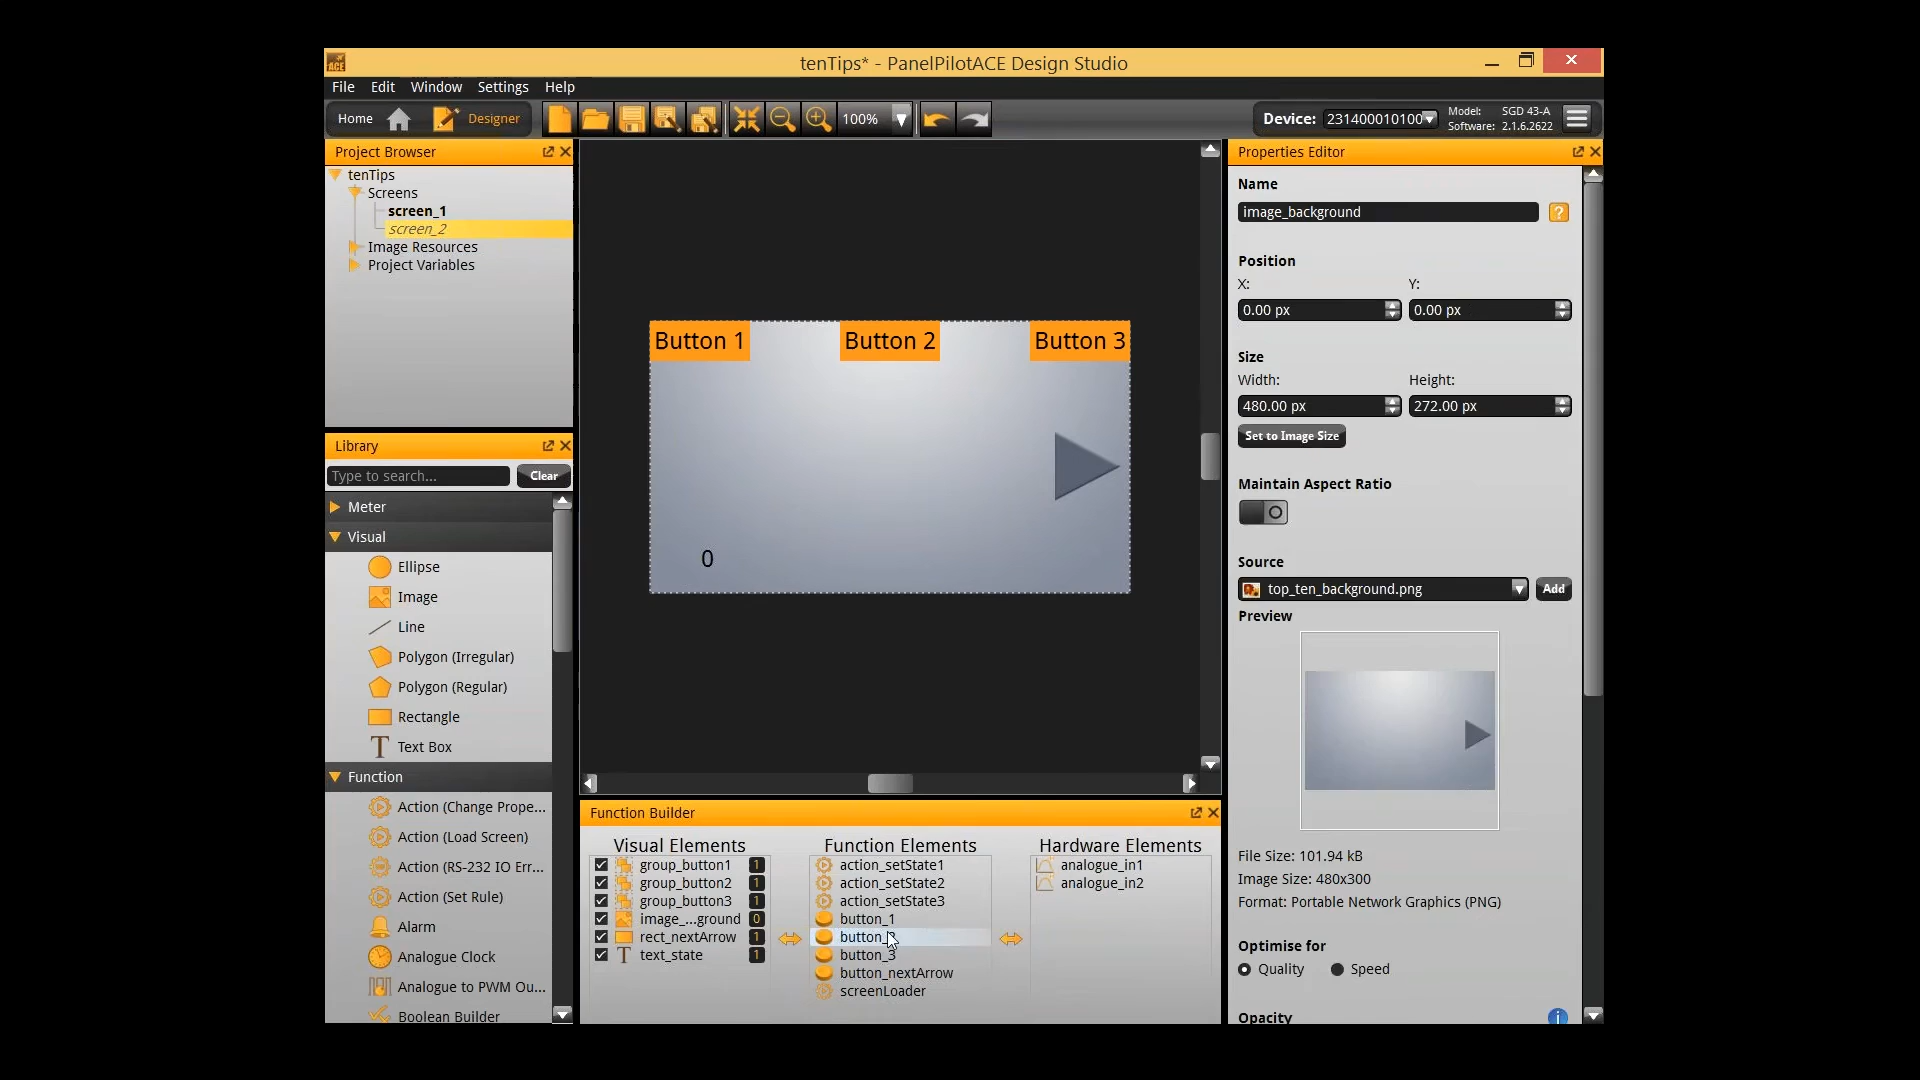 tenTips* - PanelPilotACE Design Studio
File Edit Window Settings Help
Home Designer 100% Device: 231400010100 Model: SGD 43-A
Software: 2.1.6.2622
Project Browser
tenTips
Screens
screen_1
screen_2
Image Resources
Project Variables
Library
Type to search... Clear
Meter
Visual
Ellipse
Image
Line
Polygon (Irregular)
Polygon (Regular)
Rectangle
Text Box
Function
Action (Change Prope...
Action (Load Screen)
Action (RS-232 IO Err...
Action (Set Rule)
Alarm
Analogue Clock
Analogue to PWM Ou...
Boolean Builder
Button 1 Button 2 Button 3
0
Function Builder
Visual Elements
group_button1 1
group_button2 1
group_button3 1
image_...ground 0
rect_nextArrow 1
text_state 1
Function Elements
action_setState1
action_setState2
action_setState3
button_1
button_
button_3
button_nextArrow
screenLoader
Hardware Elements
analogue_in1
analogue_in2
Properties Editor
Name
image_background ?
Position
X: Y:
0.00 px 0.00 px
Size
Width: Height:
480.00 px 272.00 px
Set to Image Size
Maintain Aspect Ratio
Source
top_ten_background.png Add
Preview
File Size: 101.94 kB
Image Size: 480x300
Format: Portable Network Graphics (PNG)
Optimise for
Quality Speed
Opacity i